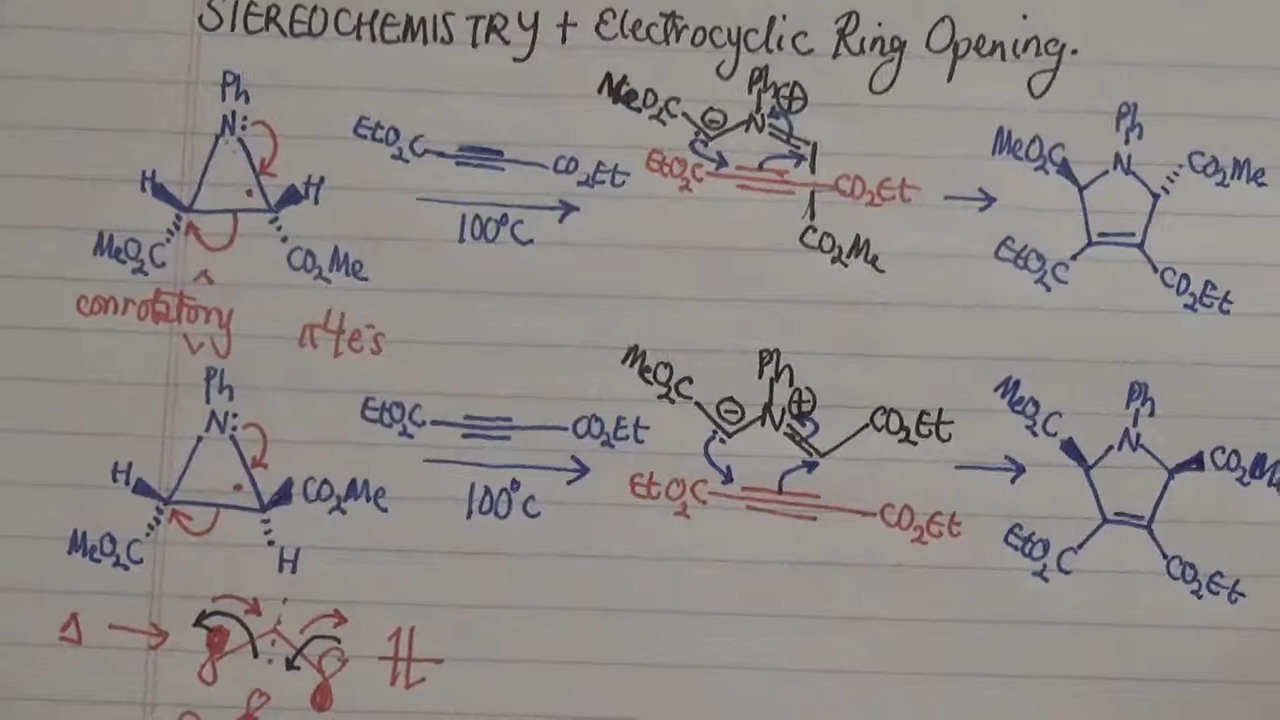 STEREOCHEMISTRY + Electrocyclic Ring Opening.
Ph
N:
H
H
MeO₂C
CO₂Me
EtO₂C
CO₂Et
100°C
MeO₂C
⊖
Ph
⊕
N
EtO₂C
CO₂Et
CO₂Me
Ph
N
MeO₂C
CO₂Me
EtO₂C
CO₂Et
conrotatory
π4e⁻s
Ph
N:
H
CO₂Me
MeO₂C
H
EtO₂C
CO₂Et
100°C
MeO₂C
⊖
Ph
⊕
N
CO₂Et
EtO₂C
CO₂Et
Ph
N
MeO₂C
CO₂M
EtO₂C
CO₂Et
Δ